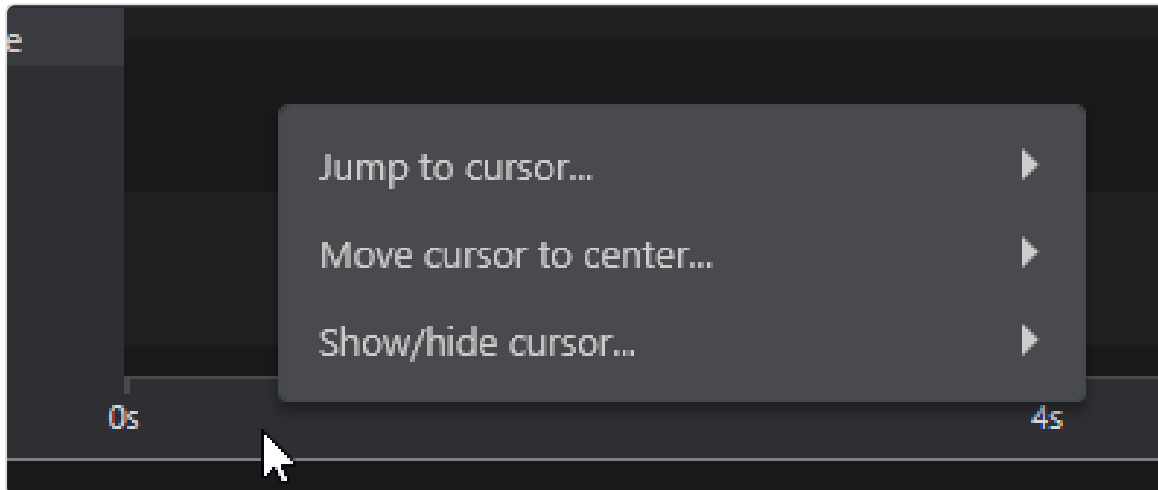 e
Jump to cursor...
Move cursor to center...
Show/hide cursor...
0s 4s